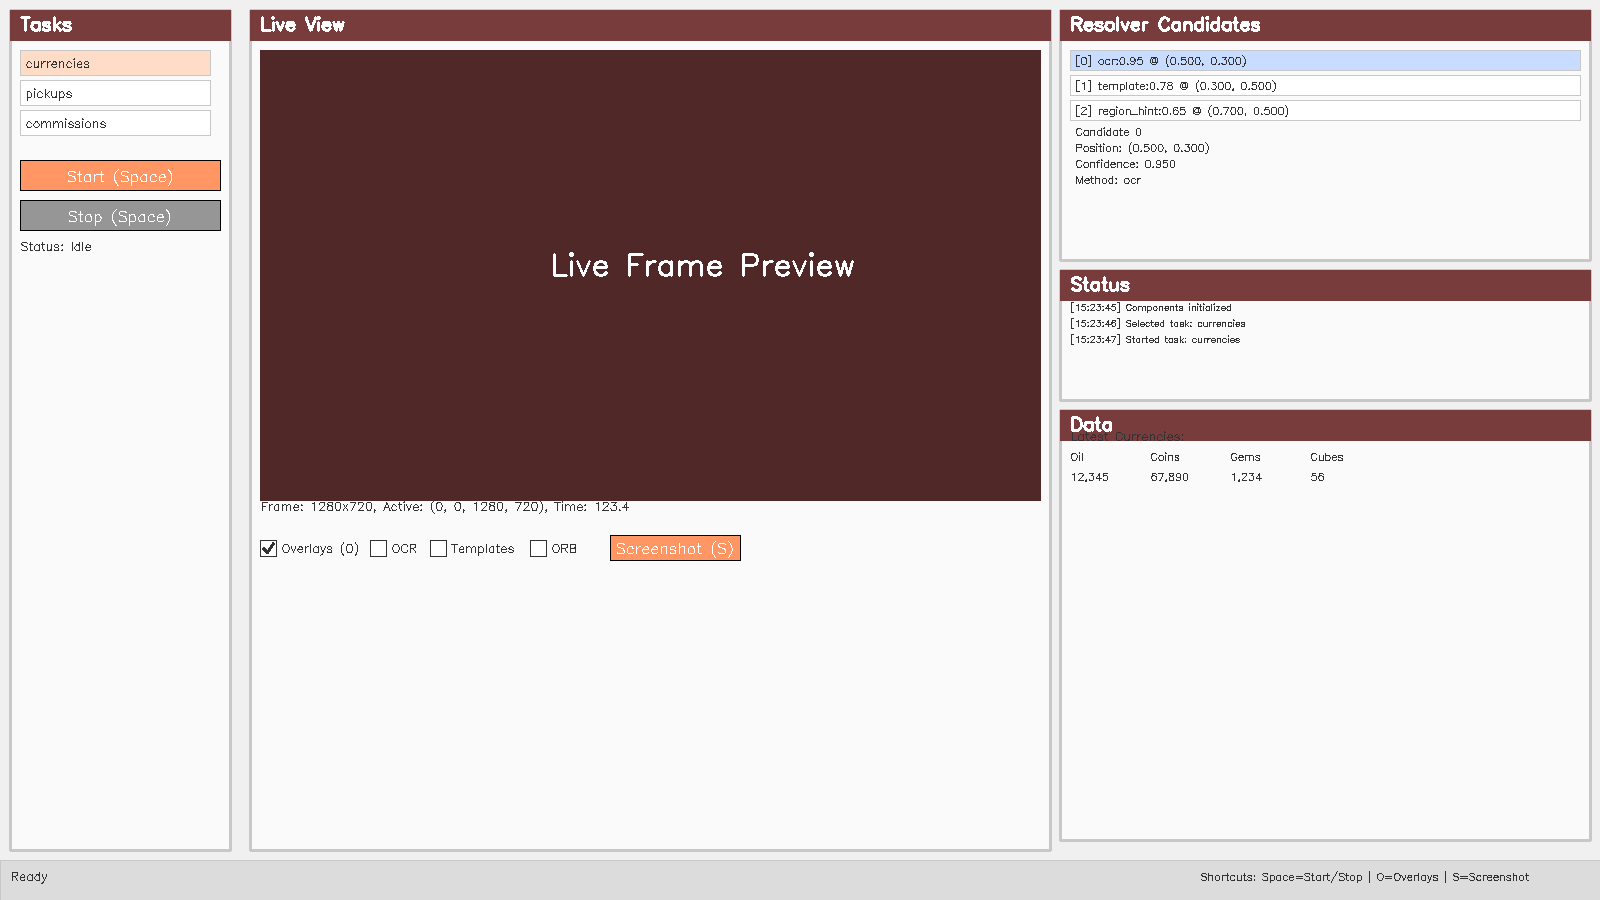 Tasks
currencies
pickups
commissions
Start (Space)
Stop (Space)
Status: Idle
Live View
Live Frame Preview
Frame: 1280x720, Active: (0, 0, 1280, 720), Time: 123.4
Overlays (O) OCR Templates ORB Screenshot (S)
Resolver Candidates
[0] ocr:0.95 @ (0.500, 0.300)
[1] template:0.78 @ (0.300, 0.500)
[2] region_hint:0.65 @ (0.700, 0.500)
Candidate 0
Position: (0.500, 0.300)
Confidence: 0.950
Method: ocr
Status
[15:23:45] Components initialized
[15:23:46] Selected task: currencies
[15:23:47] Started task: currencies
Data
Latest Currencies:
Oil Coins Gems Cubes
12,345 67,890 1,234 56
Ready
Shortcuts: Space=Start/Stop | O=Overlays | S=Screenshot